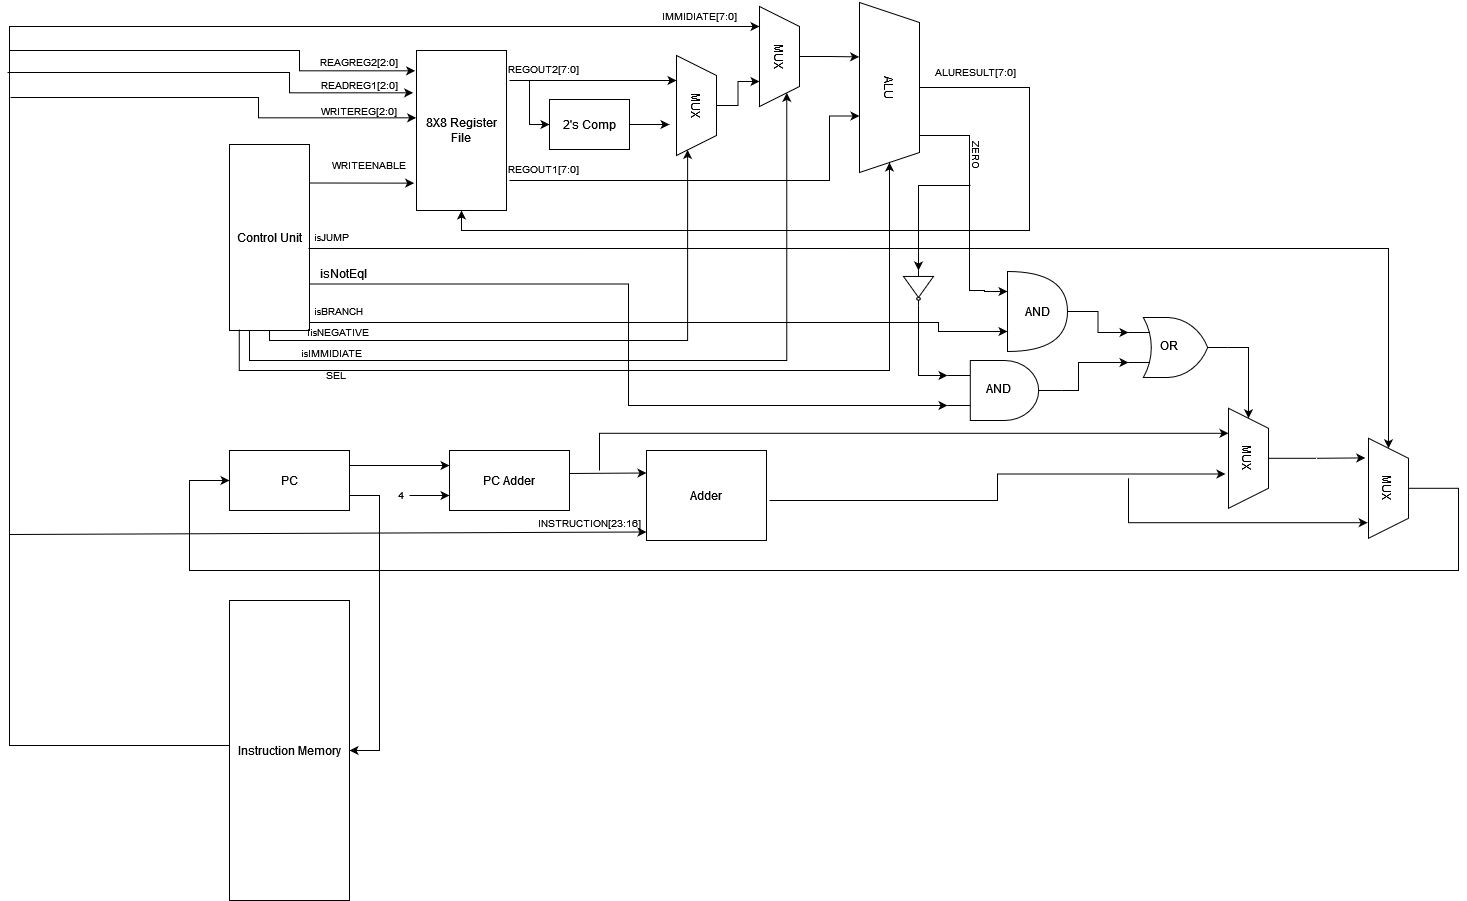 IMMIDIATE[7:0]
MUX
ALU
READREG2[2:0]
REGOUT2[7:0]
ALURESULT[7:0]
READREG1[2:0]
MUX
WRITEREG[2:0]
8X8 Register
File
2's Comp
ZERO
WRITEENABLE
REGOUT1[7:0]
Control Unit
isJUMP
isNotEql
isBRANCH
AND
isNEGATIVE
OR
isIMMIDIATE
SEL
AND
MUX
MUX
PC
PC Adder
4
Adder
INSTRUCTION[23:16]
Instruction Memory